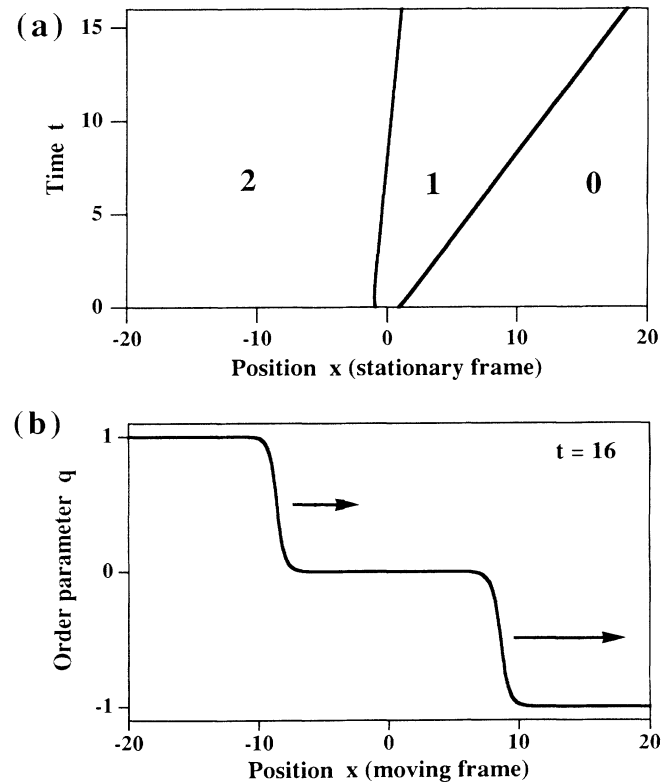 (a)
15
10
5
0
Time t
2
1
0
-20
-10
0
10
20
Position x (stationary frame)
(b)
1
0
-1
Order parameter q
t = 16
-20
-10
0
10
20
Position x (moving frame)